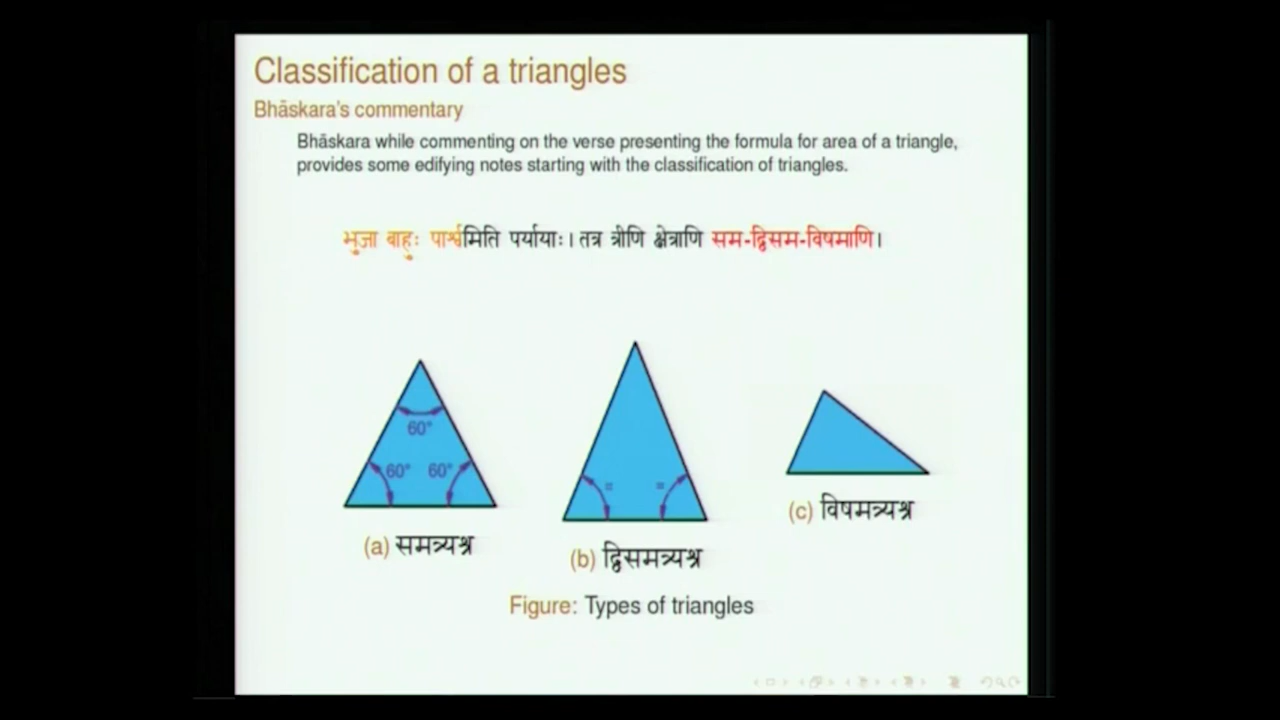 Classification of a triangles
Bhāskara's commentary
Bhāskara while commenting on the verse presenting the formula for area of a triangle,
provides some edifying notes starting with the classification of triangles.
भुजा बाहुः पार्श्वमिति पर्यायाः। तत्र त्रीणि क्षेत्राणि सम-द्विसम-विषमाणि।
60°
60° 60°
= =
(a) समत्र्यश्र
(b) द्विसमत्र्यश्र
(c) विषमत्र्यश्र
Figure: Types of triangles